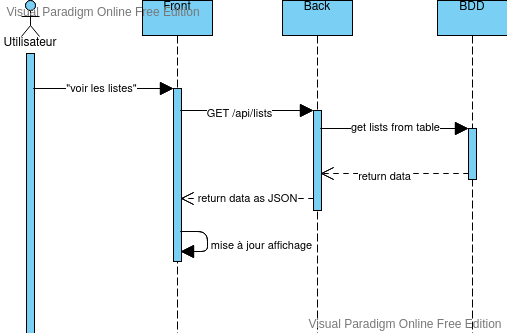 Visual Paradigm Online Free Edition
Front
Back
BDD
Utilisateur
"voir les listes"
GET /api/lists
get lists from table
return data
return data as JSON
mise à jour affichage
Visual Paradigm Online Free Edition